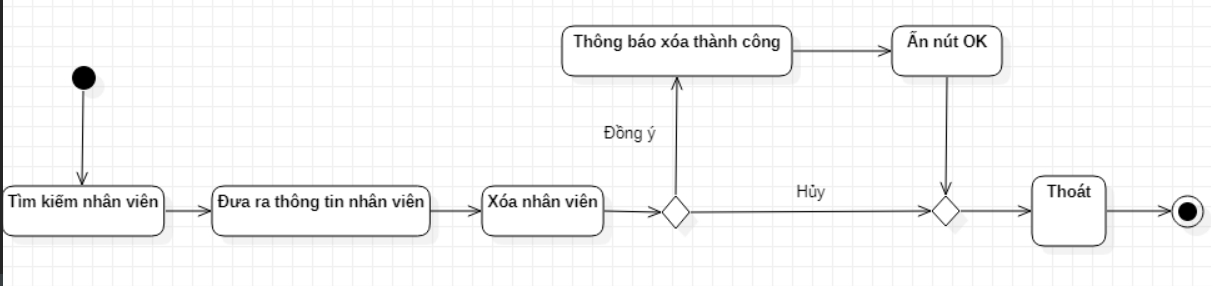 Thông báo xóa thành công
Ấn nút OK
Đồng ý
Tìm kiếm nhân viên
Đưa ra thông tin nhân viên
Xóa nhân viên
Hủy
Thoát